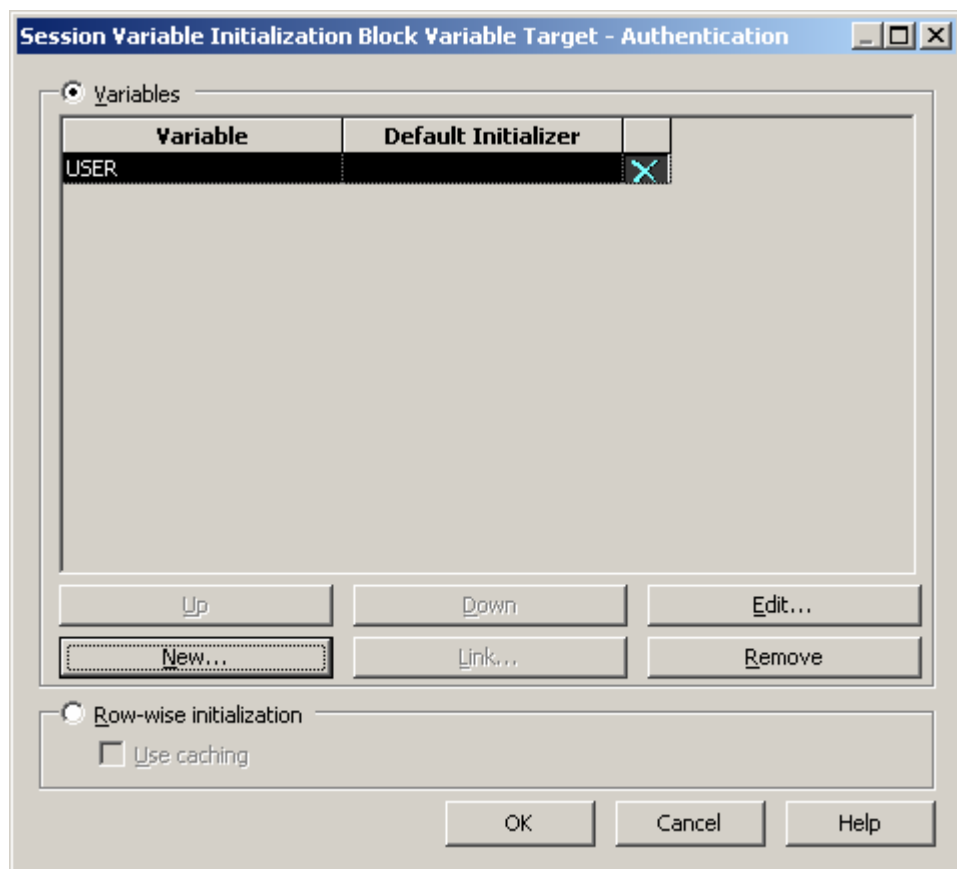 Session Variable Initialization Block Variable Target - Authentication
Variables
Variable Default Initializer
USER
Up Down Edit...
New... Link... Remove
Row-wise initialization
Use caching
OK Cancel Help